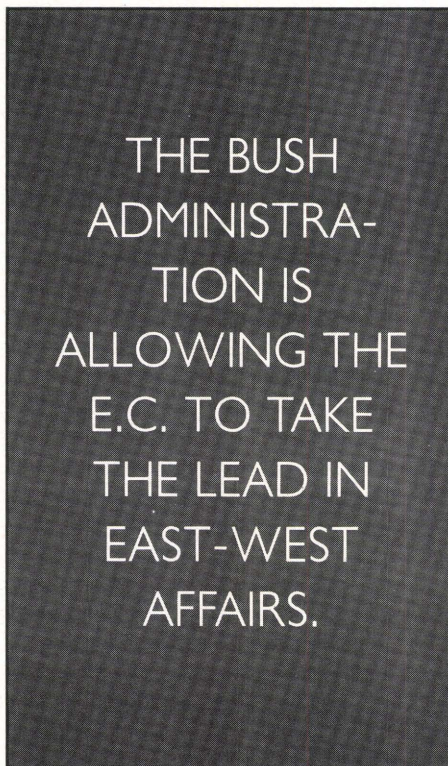 THE BUSH
ADMINISTRA-
TION IS
ALLOWING THE
E.C. TO TAKE
THE LEAD IN
EAST-WEST
AFFAIRS.